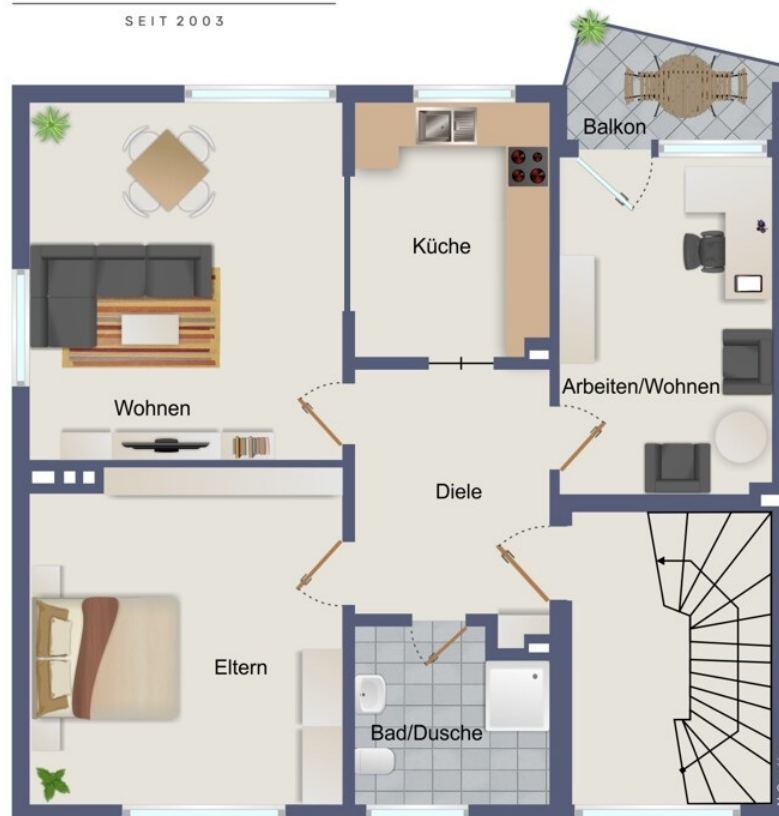 SEIT 2003
Balkon
Küche
Arbeiten/Wohnen
Wohnen
Diele
Eltern
Bad/Dusche